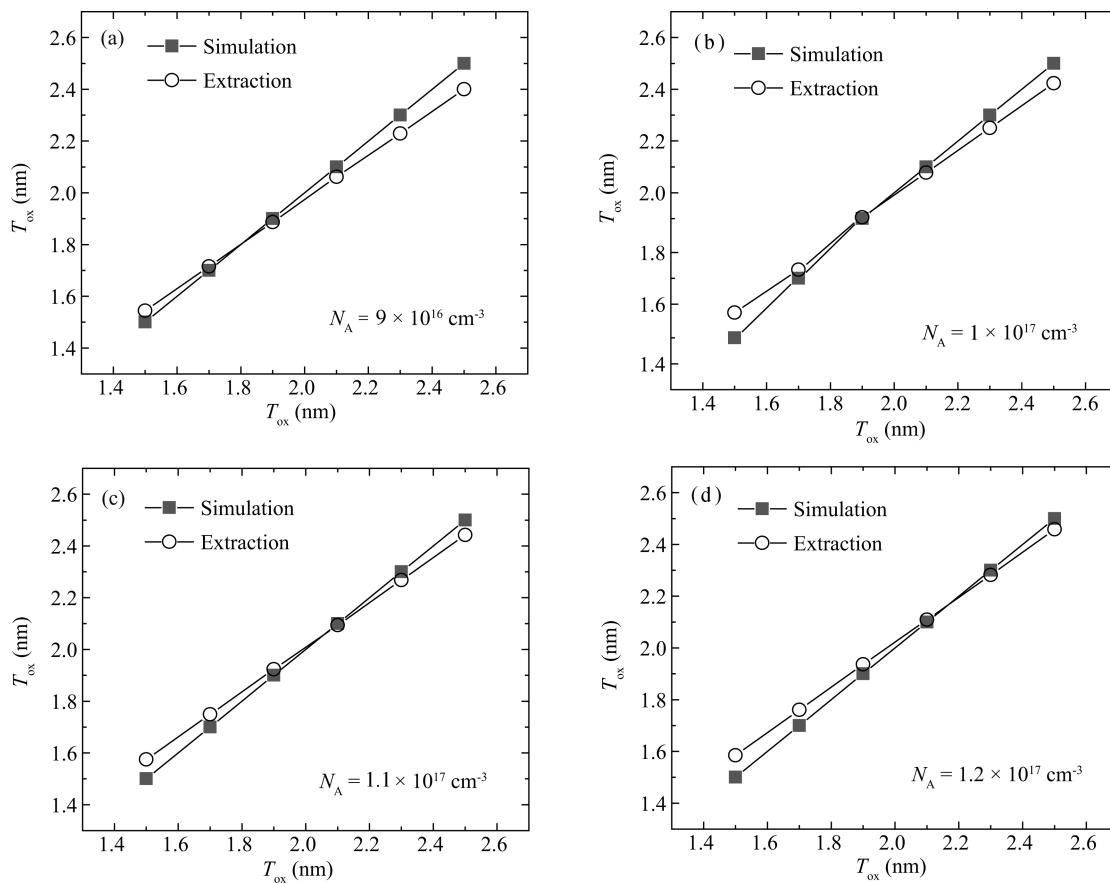 (a)
Simulation
Extraction
2.6
2.4
2.2
2.0
1.8
1.6
1.4
T_ox (nm)
N_A = 9 × 10^16 cm^-3
1.4 1.6 1.8 2.0 2.2 2.4 2.6
T_ox (nm)
(b)
Simulation
Extraction
2.6
2.4
2.2
2.0
1.8
1.6
1.4
T_ox (nm)
N_A = 1 × 10^17 cm^-3
1.4 1.6 1.8 2.0 2.2 2.4 2.6
T_ox (nm)
(c)
Simulation
Extraction
2.6
2.4
2.2
2.0
1.8
1.6
1.4
T_ox (nm)
N_A = 1.1 × 10^17 cm^-3
1.4 1.6 1.8 2.0 2.2 2.4 2.6
T_ox (nm)
(d)
Simulation
Extraction
2.6
2.4
2.2
2.0
1.8
1.6
1.4
T_ox (nm)
N_A = 1.2 × 10^17 cm^-3
1.4 1.6 1.8 2.0 2.2 2.4 2.6
T_ox (nm)